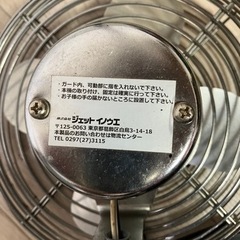 ・ガード内、可動部に指を入れないで下さい。
・本機の取り付け、固定は確実に行って下さい。
・お子様の手の届かないところに設置して下さい。
株式会社 ジェットイノウエ
〒125-0063 東京都葛飾区白鳥3-14-18
本製品のお問い合わせは物流センター
TEL 0297(27)3115